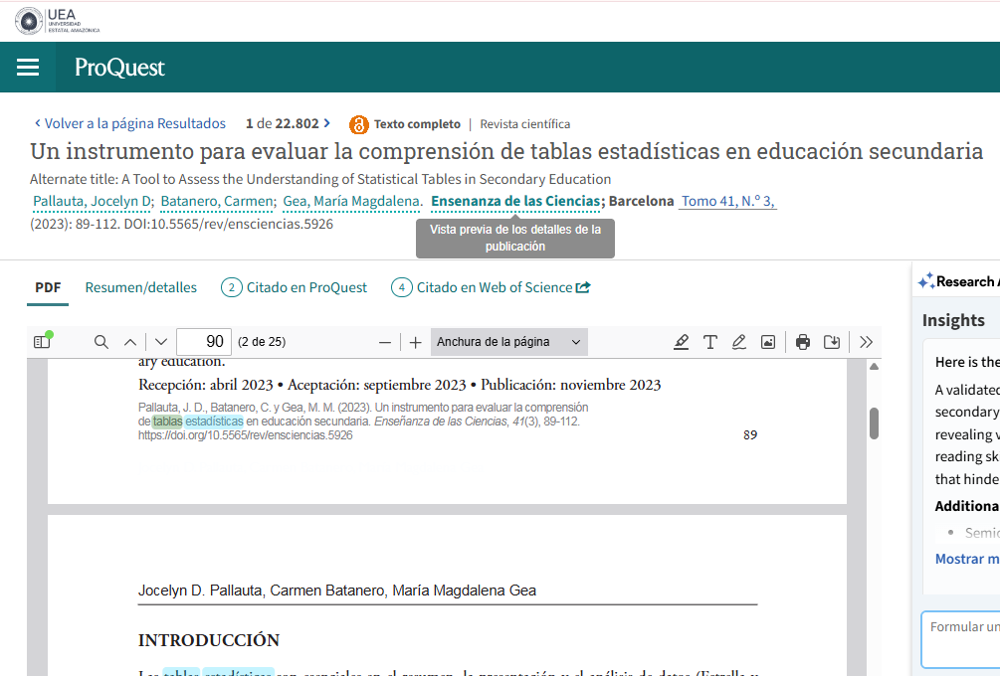 UEA
UNIVERSIDAD
ESTATAL AMAZÓNICA
ProQuest
Volver a la página Resultados 1 de 22.802 Texto completo | Revista científica
Un instrumento para evaluar la comprensión de tablas estadísticas en educación secundaria
Alternate title: A Tool to Assess the Understanding of Statistical Tables in Secondary Education
Pallauta, Jocelyn D; Batanero, Carmen; Gea, María Magdalena. Ensenanza de las Ciencias; Barcelona Tomo 41, N.º 3,
(2023): 89-112. DOI:10.5565/rev/ensciencias.5926
Vista previa de los detalles de la
publicación
PDF Resumen/detalles 2 Citado en ProQuest 4 Citado en Web of Science
Research
Insights
90 (2 de 25) Anchura de la página
ary education.
Recepción: abril 2023 • Aceptación: septiembre 2023 • Publicación: noviembre 2023
Pallauta, J. D., Batanero, C. y Gea, M. M. (2023). Un instrumento para evaluar la comprensión
de tablas estadísticas en educación secundaria. Enseñanza de las Ciencias, 41(3), 89-112.
https://doi.org/10.5565/rev/ensciencias.5926
89
Jocelyn D. Pallauta, Carmen Batanero, María Magdalena Gea
INTRODUCCIÓN
Las tablas estadísticas son esenciales en el resumen, la presentación y el análisis de datos (Estrella y
Here is the
A validated
secondary
revealing
reading sk
that hinde
Additiona
Semic
Mostrar m
Formular un